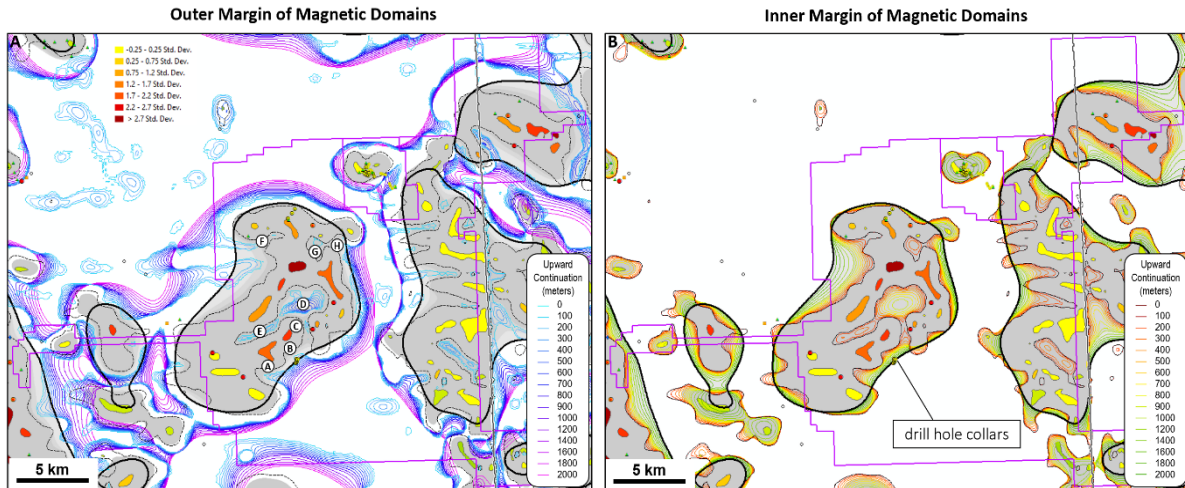 Outer Margin of Magnetic Domains
Inner Margin of Magnetic Domains
A
-0.25 - 0.25 Std. Dev.
0.25 - 0.75 Std. Dev.
0.75 - 1.2 Std. Dev.
1.2 - 1.7 Std. Dev.
1.7 - 2.2 Std. Dev.
2.2 - 2.7 Std. Dev.
> 2.7 Std. Dev.
F
G
H
D
E
C
B
A
Upward
Continuation
(meters)
0
100
200
300
400
500
600
700
800
900
1000
1200
1400
1600
1800
2000
5 km
B
Upward
Continuation
(meters)
0
100
200
300
400
500
600
700
800
900
1000
1200
1400
1600
1800
2000
drill hole collars
5 km